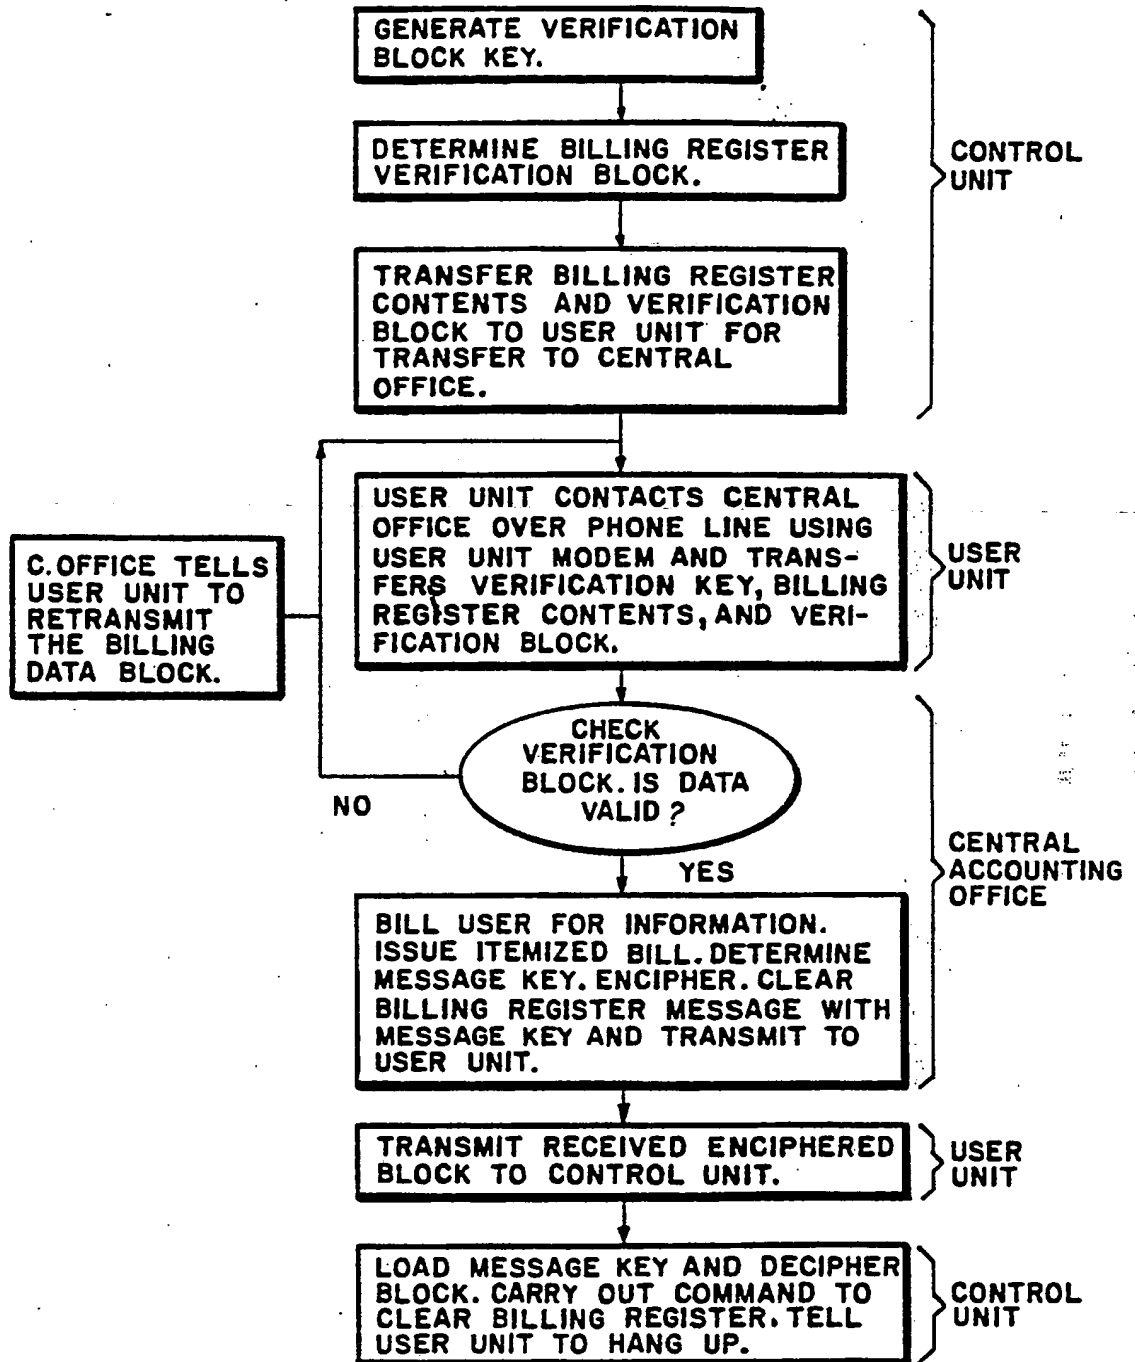 GENERATE VERIFICATION
BLOCK KEY.
DETERMINE BILLING REGISTER
VERIFICATION BLOCK.
TRANSFER BILLING REGISTER
CONTENTS AND VERIFICATION
BLOCK TO USER UNIT FOR
TRANSFER TO CENTRAL
OFFICE.
CONTROL
UNIT
USER UNIT CONTACTS CENTRAL
OFFICE OVER PHONE LINE USING
USER UNIT MODEM AND TRANS-
FERS VERIFICATION KEY, BILLING
REGISTER CONTENTS, AND VERI-
FICATION BLOCK.
USER
UNIT
C.OFFICE TELLS
USER UNIT TO
RETRANSMIT
THE BILLING
DATA BLOCK.
CHECK
VERIFICATION
BLOCK. IS DATA
VALID?
NO
YES
BILL USER FOR INFORMATION.
ISSUE ITEMIZED BILL. DETERMINE
MESSAGE KEY. ENCIPHER. CLEAR
BILLING REGISTER MESSAGE WITH
MESSAGE KEY AND TRANSMIT TO
USER UNIT.
CENTRAL
ACCOUNTING
OFFICE
TRANSMIT RECEIVED ENCIPHERED
BLOCK TO CONTROL UNIT.
USER
UNIT
LOAD MESSAGE KEY AND DECIPHER
BLOCK. CARRY OUT COMMAND TO
CLEAR BILLING REGISTER. TELL
USER UNIT TO HANG UP.
CONTROL
UNIT